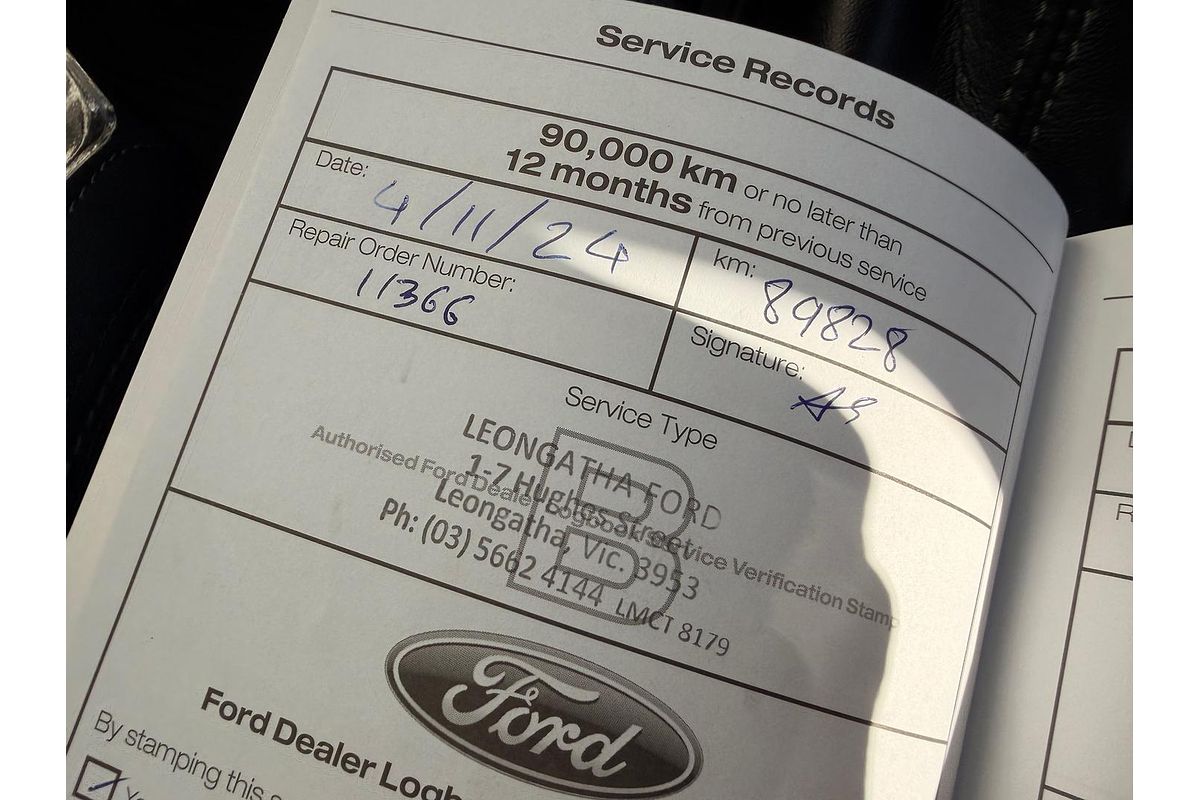 Service Records
90,000 km or no later than
12 months from previous service
Date: 4/11/24
km: 89828
Repair Order Number: 11366
Signature: AS
Service Type
B
LEONGATHA FORD
Authorised Ford Dealer Logbook Service Verification Stamp
1-7 Hughes Street
Leongatha, Vic. 3953
Ph: (03) 5662 4144 LMCT 8179
Ford
Ford Dealer
By stamping this
R